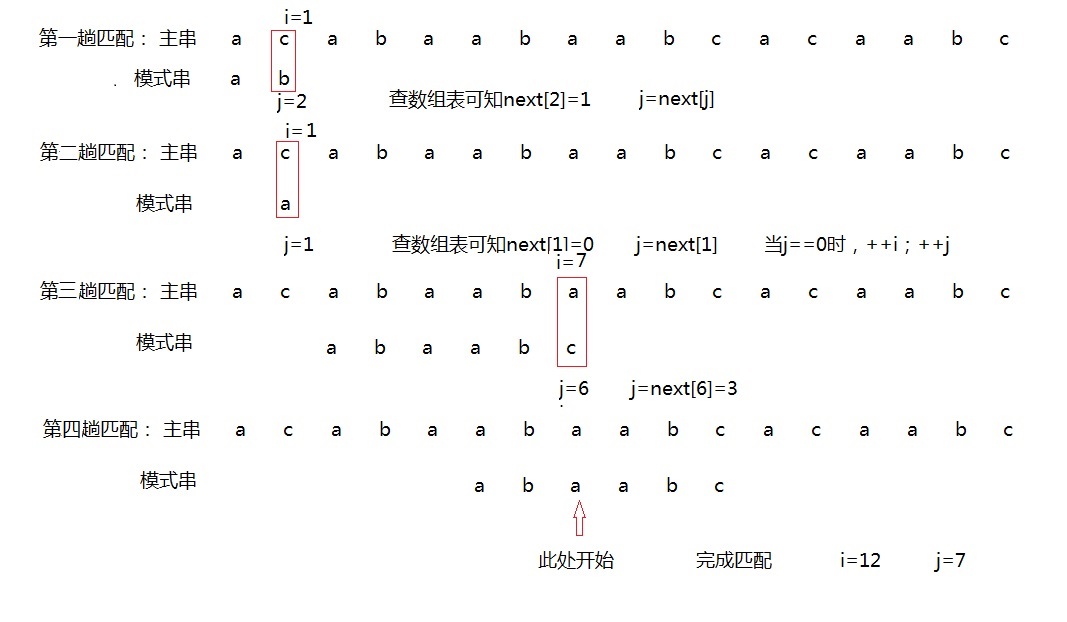 i=1
第一趟匹配： 主串 a c a b a a b a a b c a c a a b c
. 模式串 a b
j=2 查数组表可知next[2]=1 j=next[j]
i=1
第二趟匹配： 主串 a c a b a a b a a b c a c a a b c
模式串 a
j=1 查数组表可知next[1]=0 j=next[1] 当j==0时，++i；++j
i=7
第三趟匹配： 主串 a c a b a a b a a b c a c a a b c
模式串 a b a a b c
j=6 j=next[6]=3
第四趟匹配： 主串 a c a b a a b a a b c a c a a b c
模式串 a b a a b c
此处开始 完成匹配 i=12 j=7